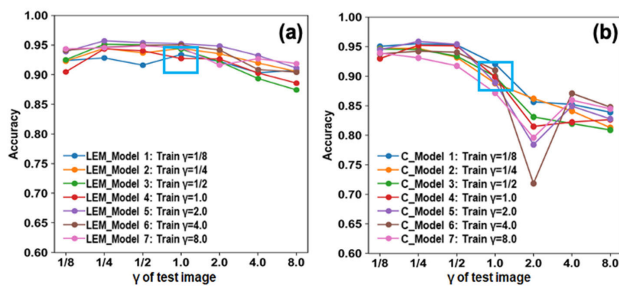 (a)
Accuracy
1.00
0.95
0.90
0.85
0.80
0.75
0.70
0.65
0.60
LEM_Model 1: Train γ=1/8
LEM_Model 2: Train γ=1/4
LEM_Model 3: Train γ=1/2
LEM_Model 4: Train γ=1.0
LEM_Model 5: Train γ=2.0
LEM_Model 6: Train γ=4.0
LEM_Model 7: Train γ=8.0
1/8 1/4 1/2 1.0 2.0 4.0 8.0
γ of test image
(b)
Accuracy
1.00
0.95
0.90
0.85
0.80
0.75
0.70
0.65
0.60
C_Model 1: Train γ=1/8
C_Model 2: Train γ=1/4
C_Model 3: Train γ=1/2
C_Model 4: Train γ=1.0
C_Model 5: Train γ=2.0
C_Model 6: Train γ=4.0
C_Model 7: Train γ=8.0
1/8 1/4 1/2 1.0 2.0 4.0 8.0
γ of test image